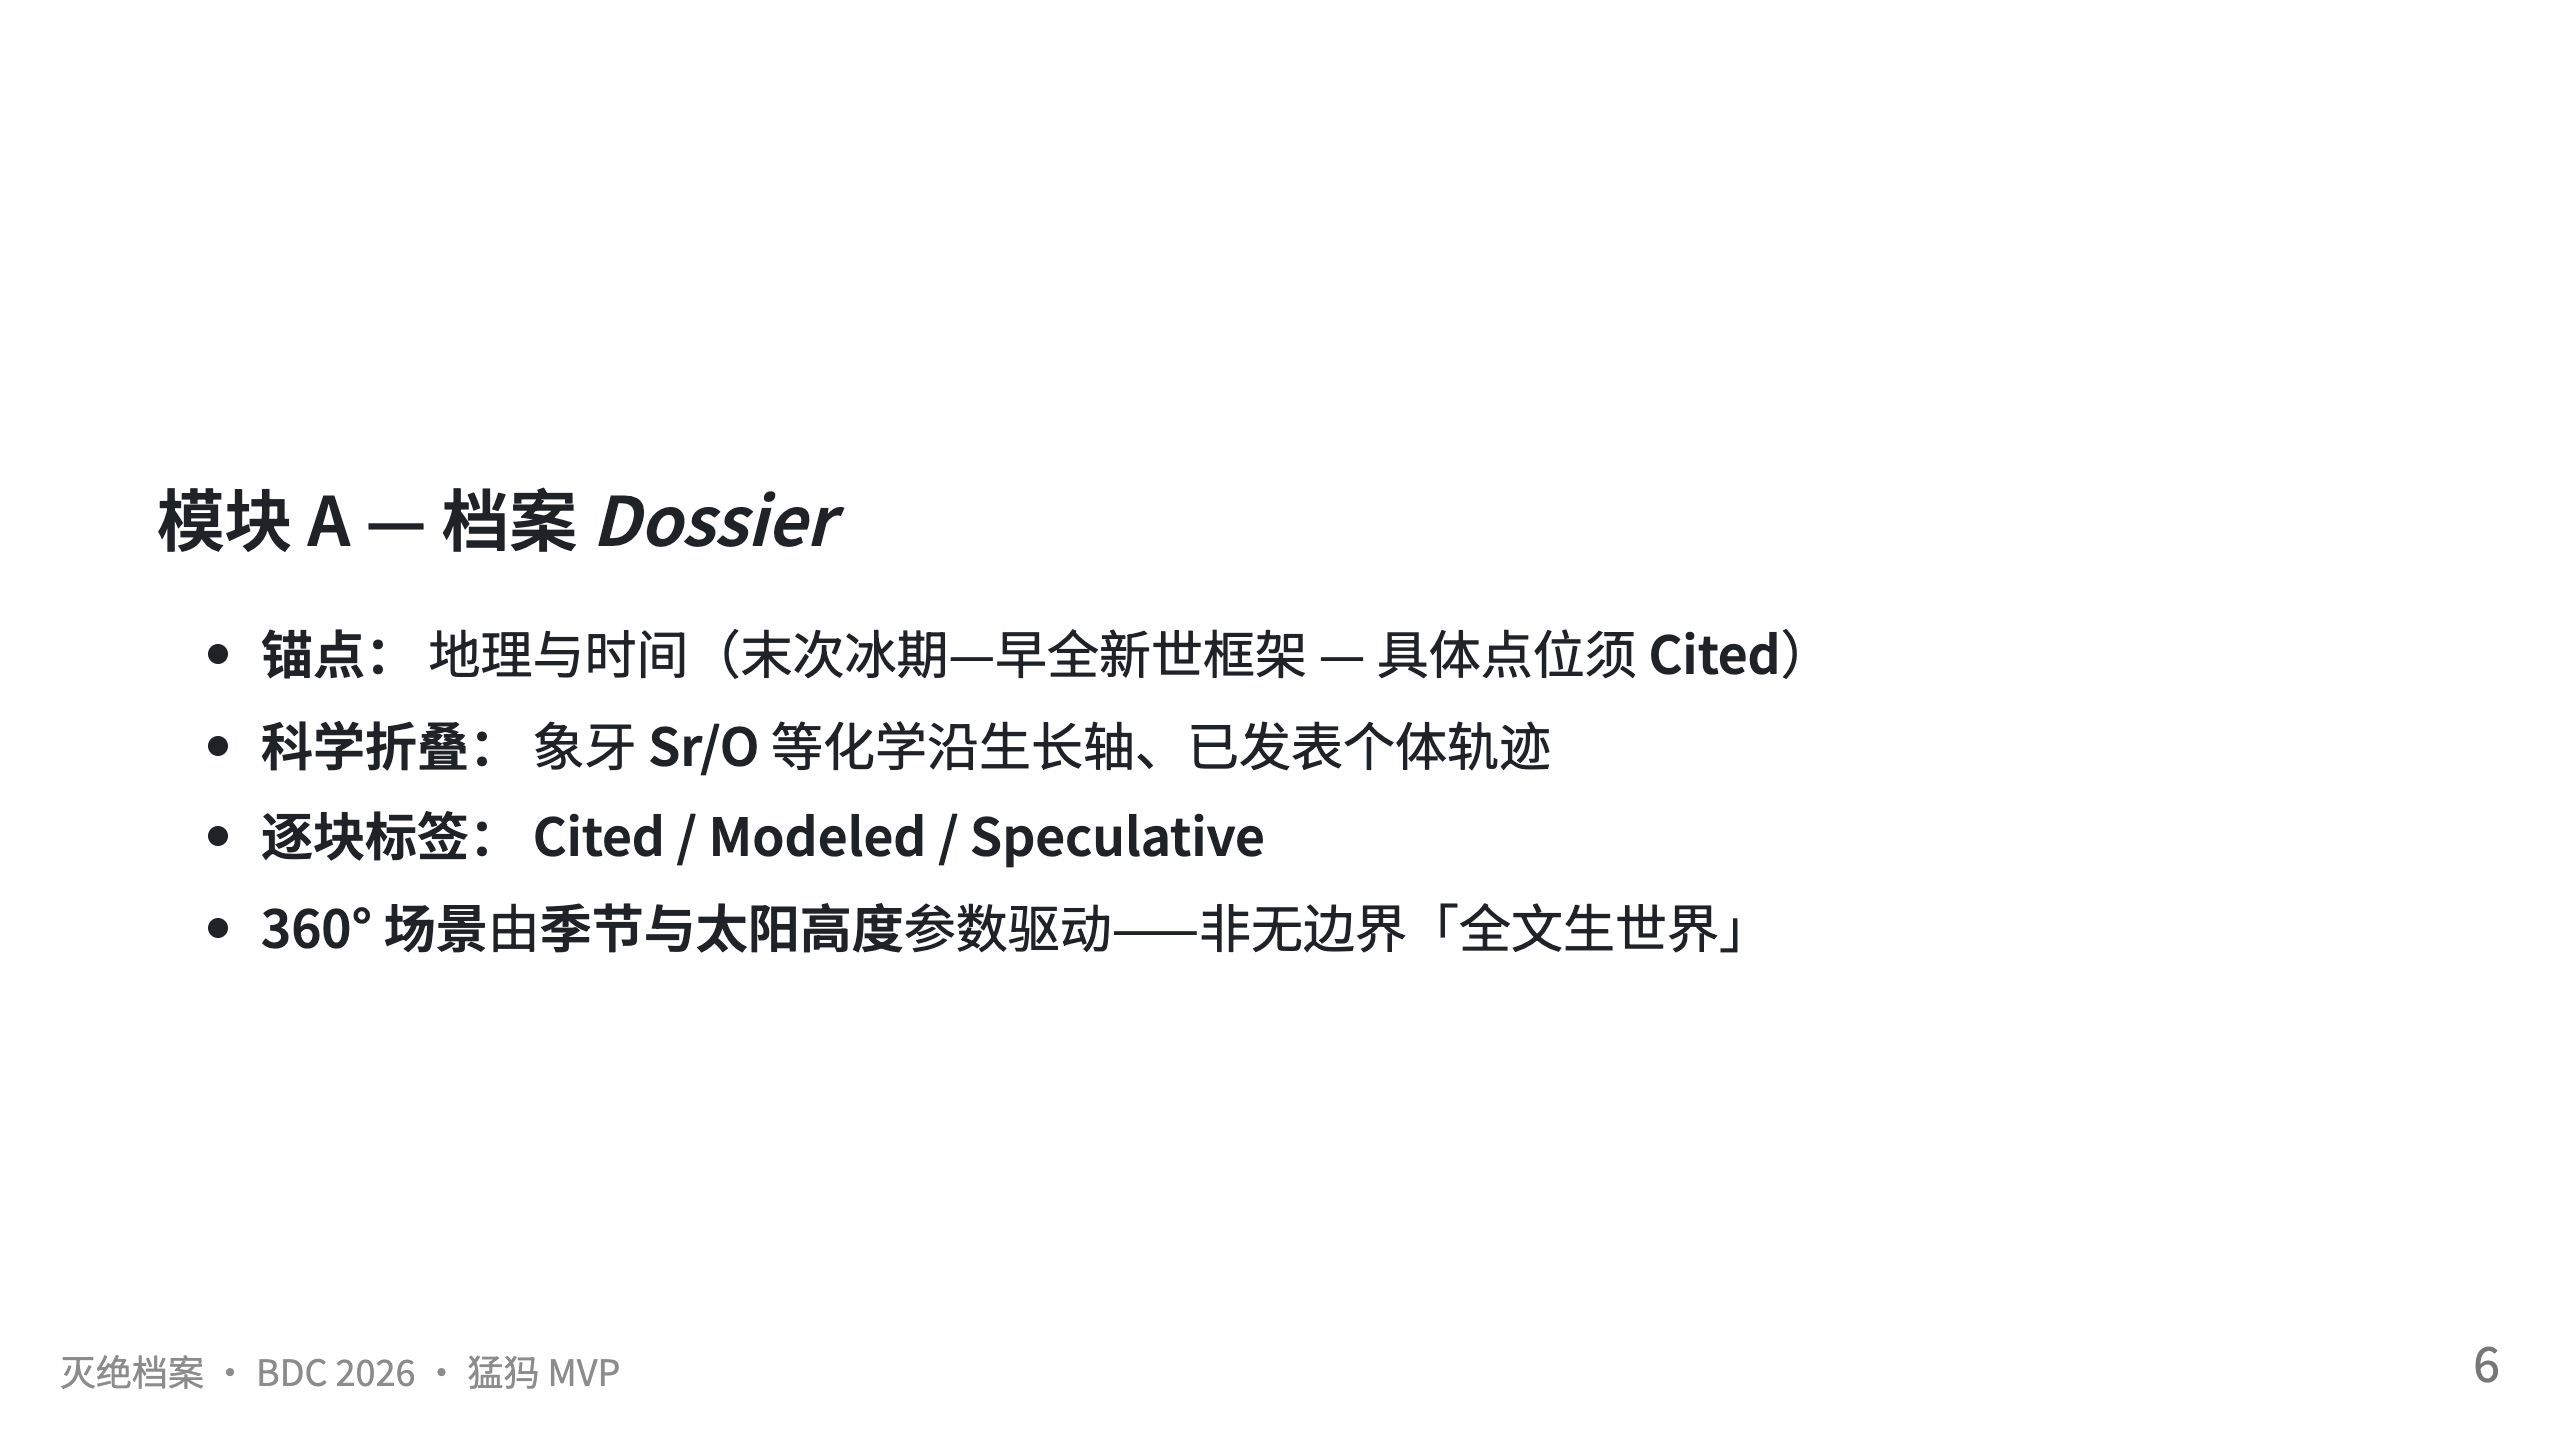 模块 A — 档案 Dossier
锚点： 地理与时间（末次冰期—早全新世框架 — 具体点位须 Cited）
科学折叠： 象牙 Sr/O 等化学沿生长轴、已发表个体轨迹
逐块标签： Cited / Modeled / Speculative
360° 场景由季节与太阳高度参数驱动——非无边界「全文生世界」
灭绝档案 · BDC 2026 · 猛犸 MVP
6